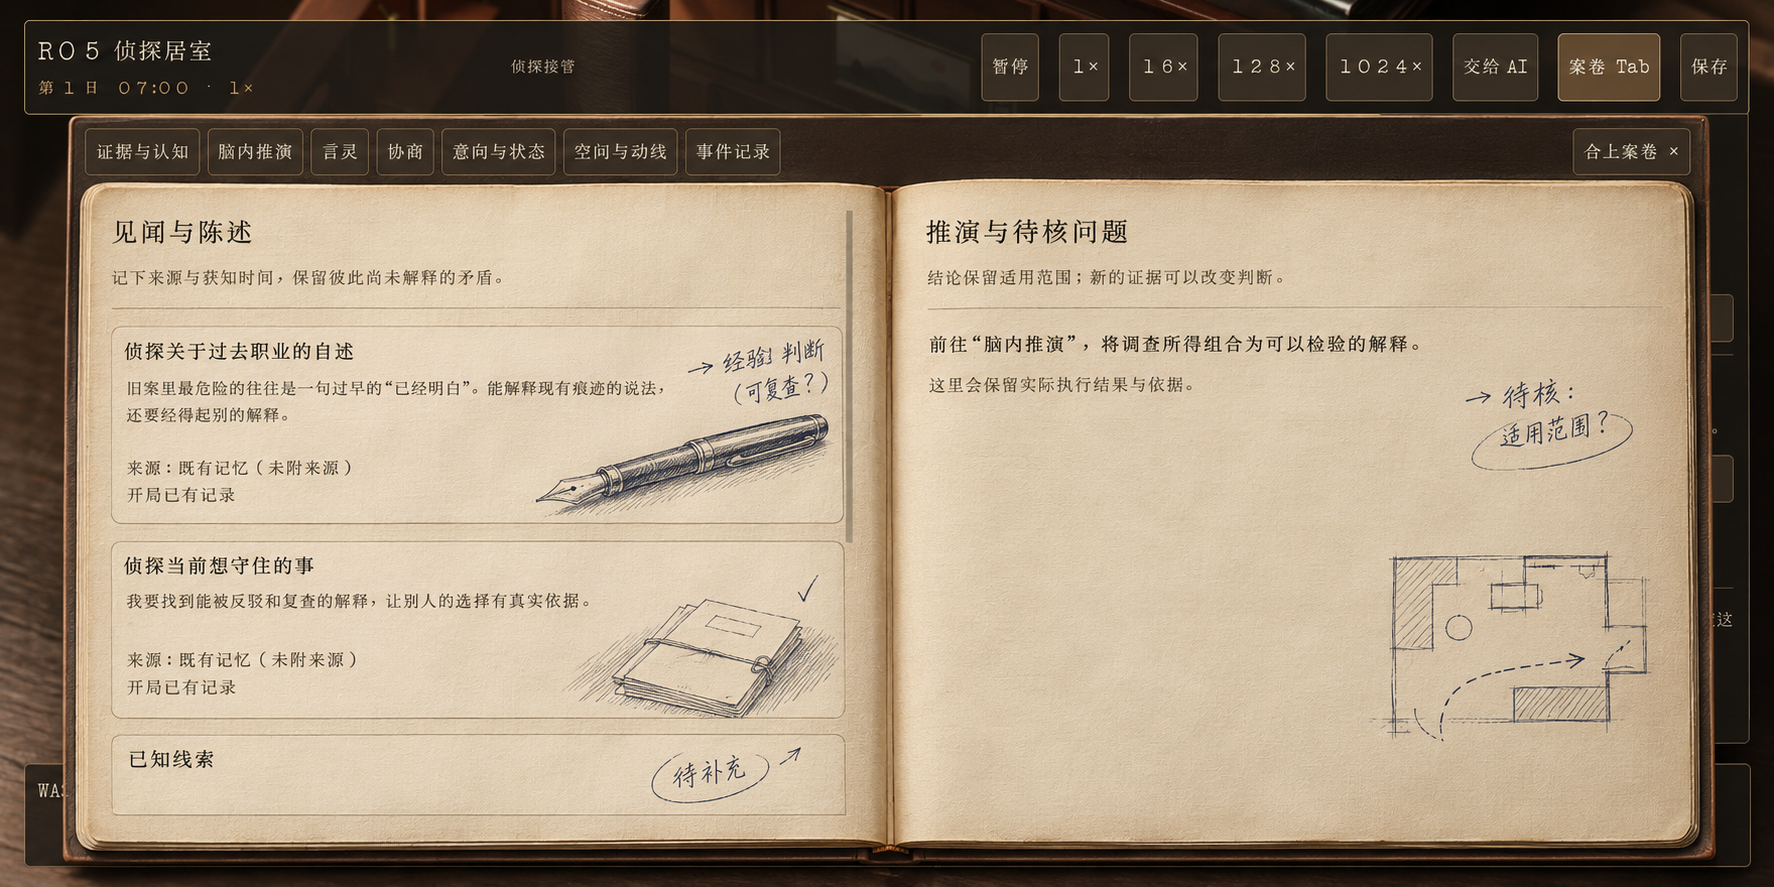 RO5 侦探居室
第 1 日 07:00 · 1×
侦探接管
暂停
1×
16×
128×
1024×
交给 AI
案卷 Tab
保存
证据与认知
脑内推演
言灵
协商
意向与状态
空间与动线
事件记录
合上案卷 ×
见闻与陈述
记下来源与获知时间，保留彼此尚未解释的矛盾。
侦探关于过去职业的自述
旧案里最危险的往往是一句过早的“已经明白”。能解释现有痕迹的说法，
还要经得起别的解释。
→ 经验 判断
（可复查？）
来源：既有记忆（未附来源）
开局已有记录
侦探当前想守住的事
我要找到能被反驳和复查的解释，让别人的选择有真实依据。
来源：既有记忆（未附来源）
开局已有记录
已知线索
待补充
推演与待核问题
结论保留适用范围；新的证据可以改变判断。
前往“脑内推演”，将调查所得组合为可以检验的解释。
这里会保留实际执行结果与依据。
→ 待核：
适用范围？
这